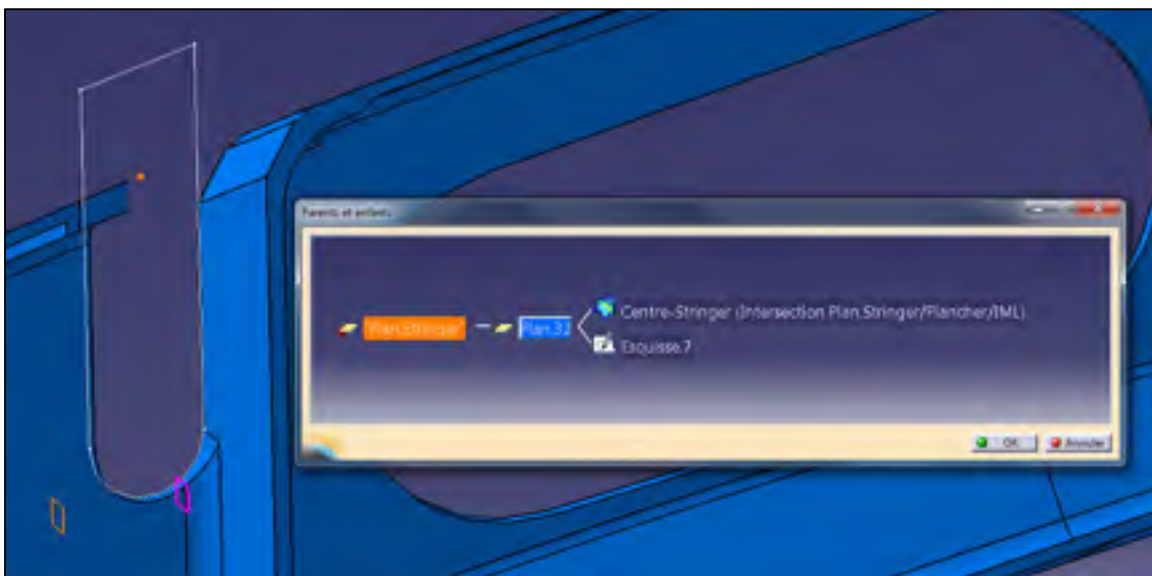 Parents et enfants
Centre-Stringer (Intersection Plan.Stringer/Plancher/IML)
Plan.Stringer
Plan.32
Esquisse.7
OK
Annuler